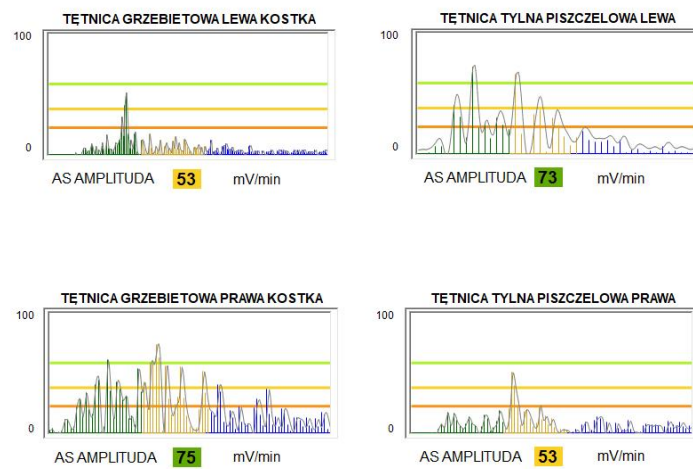 TĘTNICA GRZEBIETOWA LEWA KOSTKA
100
0
AS AMPLITUDA 53 mV/min
TĘTNICA TYLNA PISZCZELOWA LEWA
100
0
AS AMPLITUDA 73 mV/min
TĘTNICA GRZEBIETOWA PRAWA KOSTKA
100
0
AS AMPLITUDA 75 mV/min
TĘTNICA TYLNA PISZCZELOWA PRAWA
100
0
AS AMPLITUDA 53 mV/min